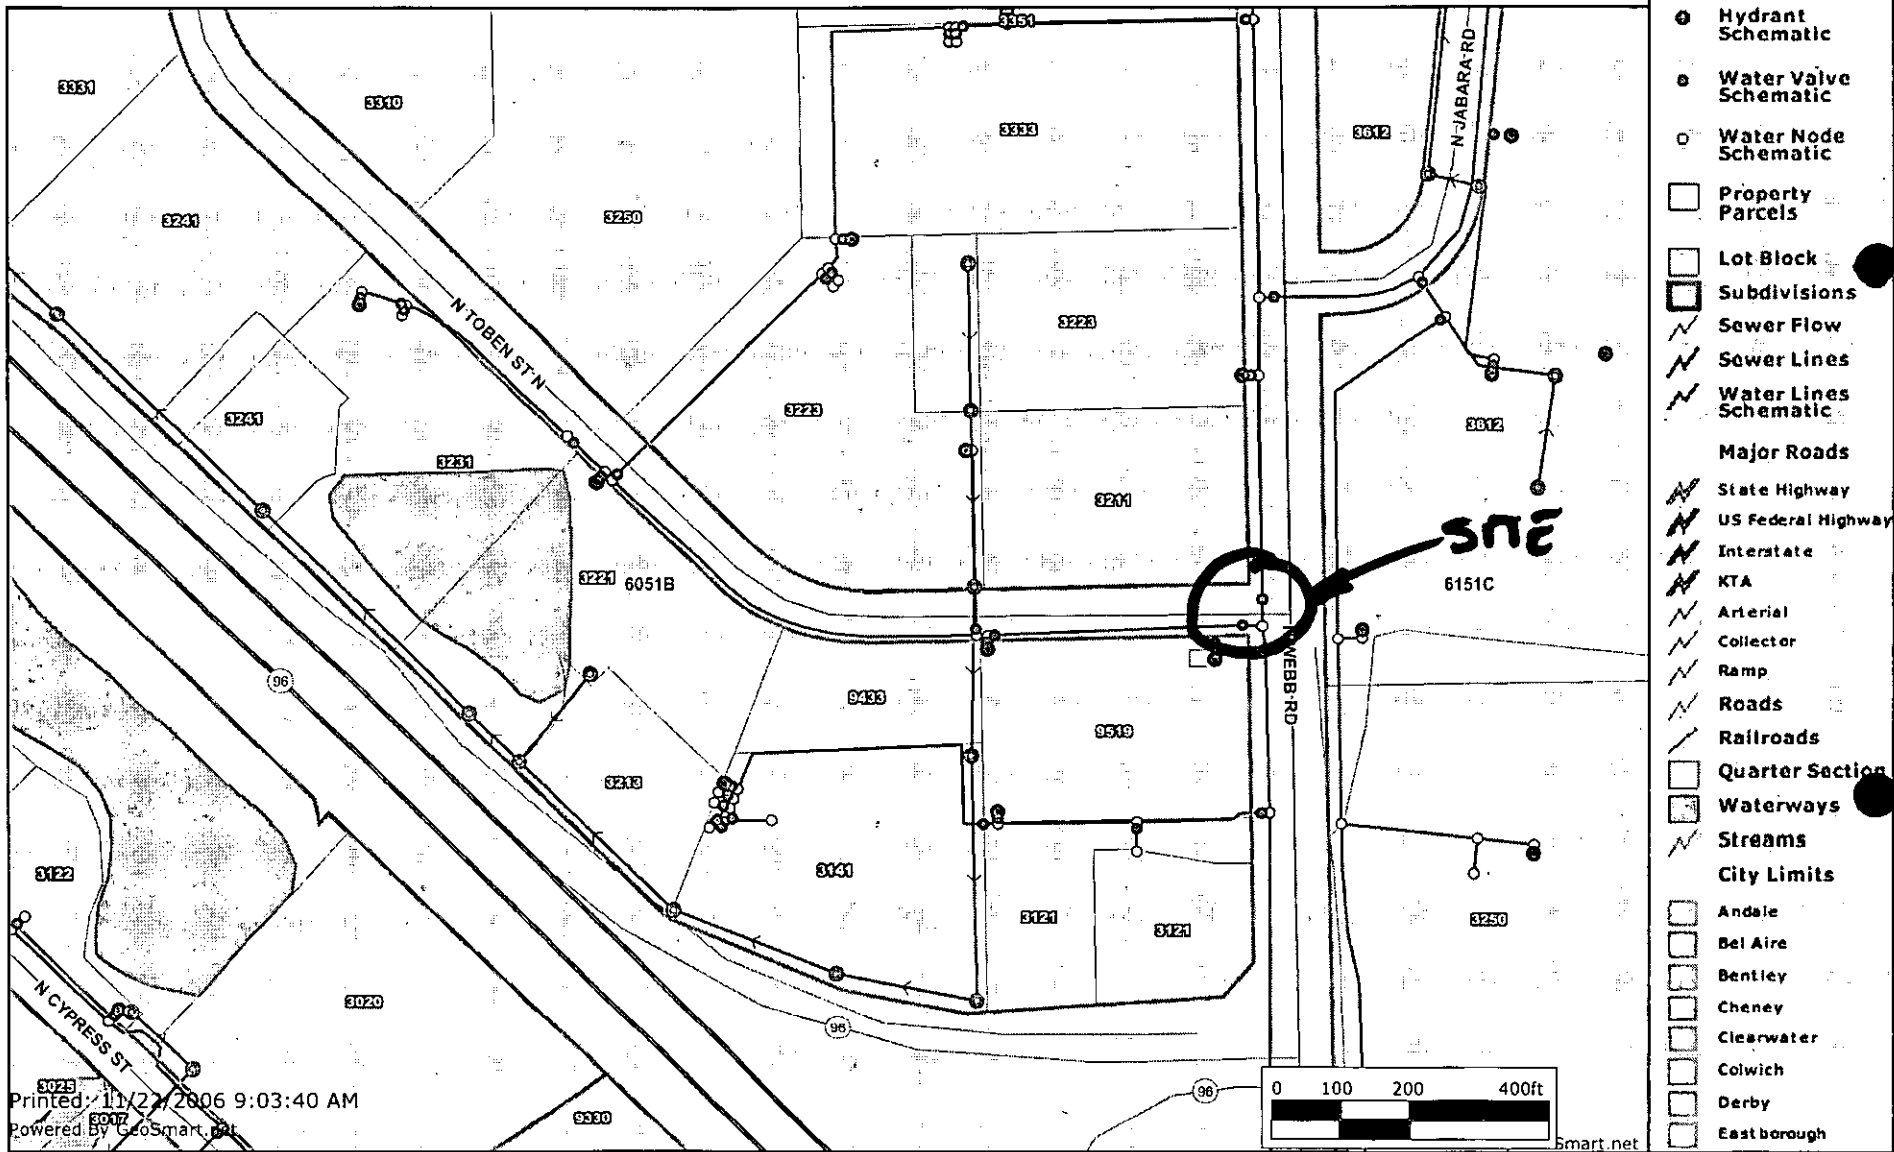 3351
3331
3310
3333
3612
N JABARA RD
3241
3250
N TOBEN ST N
3223
3241
3223
3612
3231
3211
SITE
3221
6051B
6151C
96
N WEBB RD
9433
9519
3213
3122
3141
3121
3121
3250
N CYPRESS ST
3020
96
3025
3017
9330
96
Printed: 11/22/2006 9:03:40 AM
Powered By GeoSmart.net
0 100 200 400ft
Smart.net
Hydrant
Schematic
Water Valve
Schematic
Water Node
Schematic
Property
Parcels
Lot Block
Subdivisions
Sewer Flow
Sewer Lines
Water Lines
Schematic
Major Roads
State Highway
US Federal Highway
Interstate
KTA
Arterial
Collector
Ramp
Roads
Railroads
Quarter Section
Waterways
Streams
City Limits
Andale
Bel Aire
Bentley
Cheney
Clearwater
Colwich
Derby
Eastborough